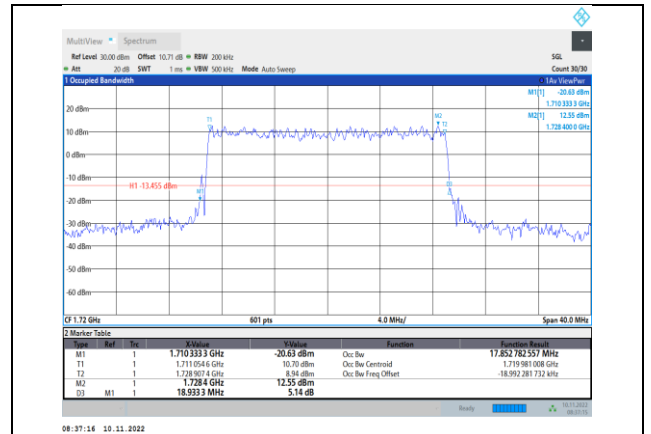 MultiView Spectrum
Ref Level 30.00 dBm Offset 10.71 dB RBW 200 kHz SGL
Att 20 dB SWT 1 ms VBW 500 kHz Mode Auto Sweep Count 30/30
1 Occupied Bandwidth 1Av ViewPwr
M1[1] -20.63 dBm
1.710 333 3 GHz
M2[1] 12.55 dBm
1.728 400 0 GHz
20 dBm
T1 M2 T2
10 dBm
0 dBm
-10 dBm
H1 -13.455 dBm
M1 D3
-20 dBm
-30 dBm
-40 dBm
-50 dBm
-60 dBm
CF 1.72 GHz 601 pts 4.0 MHz/ Span 40.0 MHz
2 Marker Table
Type Ref Trc X-Value Y-Value Function Function Result
M1 1 1.710 333 3 GHz -20.63 dBm Occ Bw 17.852 782 557 MHz
T1 1 1.711 054 6 GHz 10.70 dBm Occ Bw Centroid 1.719 981 008 GHz
T2 1 1.728 907 4 GHz 8.94 dBm Occ Bw Freq Offset -18.992 281 732 kHz
M2 1 1.728 4 GHz 12.55 dBm
D3 M1 1 18.933 3 MHz 5.14 dB
Ready 10.11.2022
08:37:15
08:37:16 10.11.2022